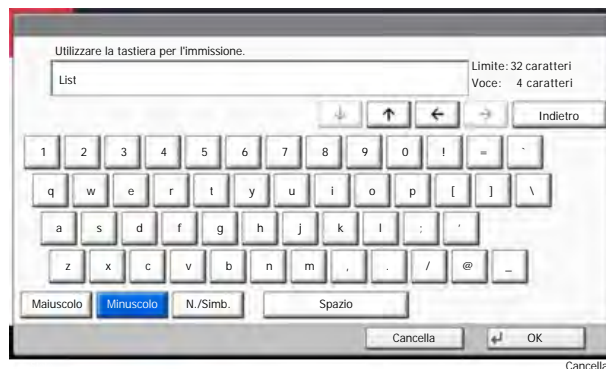 Utilizzare la tastiera per l'immissione.
List
Limite: 32 caratteri
Voce: 4 caratteri
↓ ↑ ← → Indietro
1 2 3 4 5 6 7 8 9 0 ! = `
q w e r t y u i o p [ ] \
a s d f g h j k l ; '
z x c v b n m , . / @ _
Maiuscolo Minuscolo N./Simb. Spazio
Cancella ↵ OK
Cancella